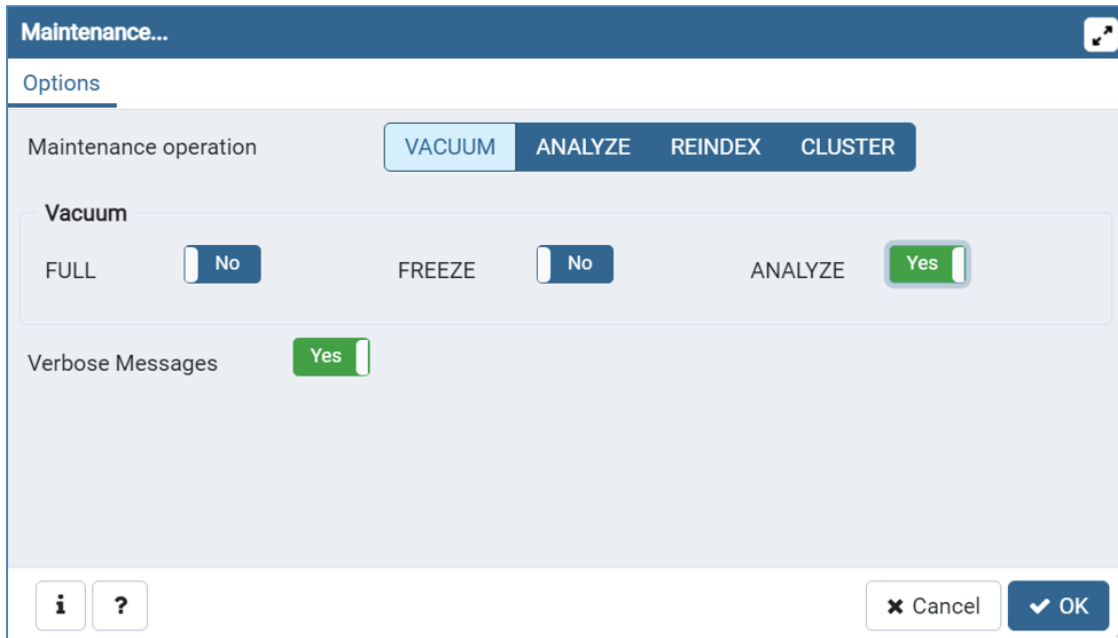 Maintenance...
Options
Maintenance operation VACUUM ANALYZE REINDEX CLUSTER
Vacuum
FULL No FREEZE No ANALYZE Yes
Verbose Messages Yes
i ? Cancel OK